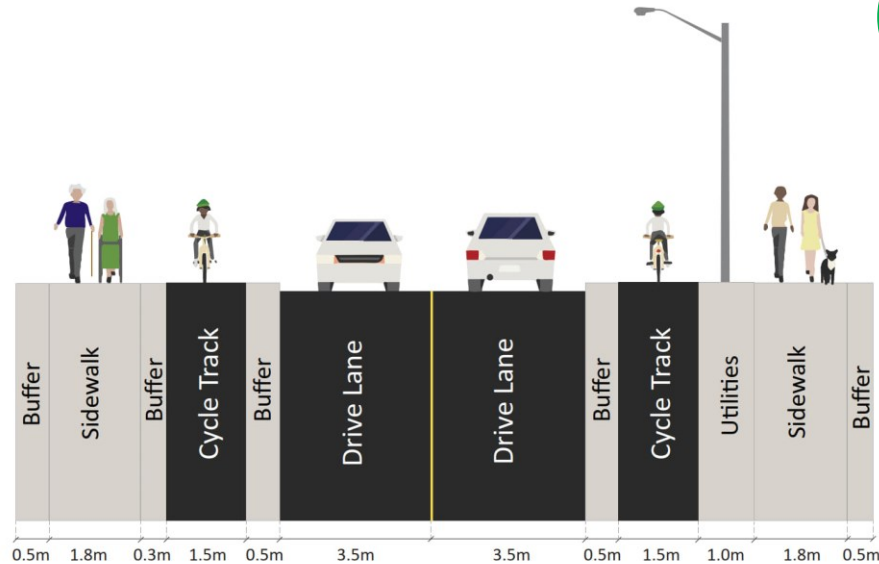 Buffer
Sidewalk
Buffer
Cycle Track
Buffer
Drive Lane
Drive Lane
Buffer
Cycle Track
Utilities
Sidewalk
Buffer
0.5m 1.8m 0.3m 1.5m 0.5m 3.5m 3.5m 0.5m 1.5m 1.0m 1.8m 0.5m